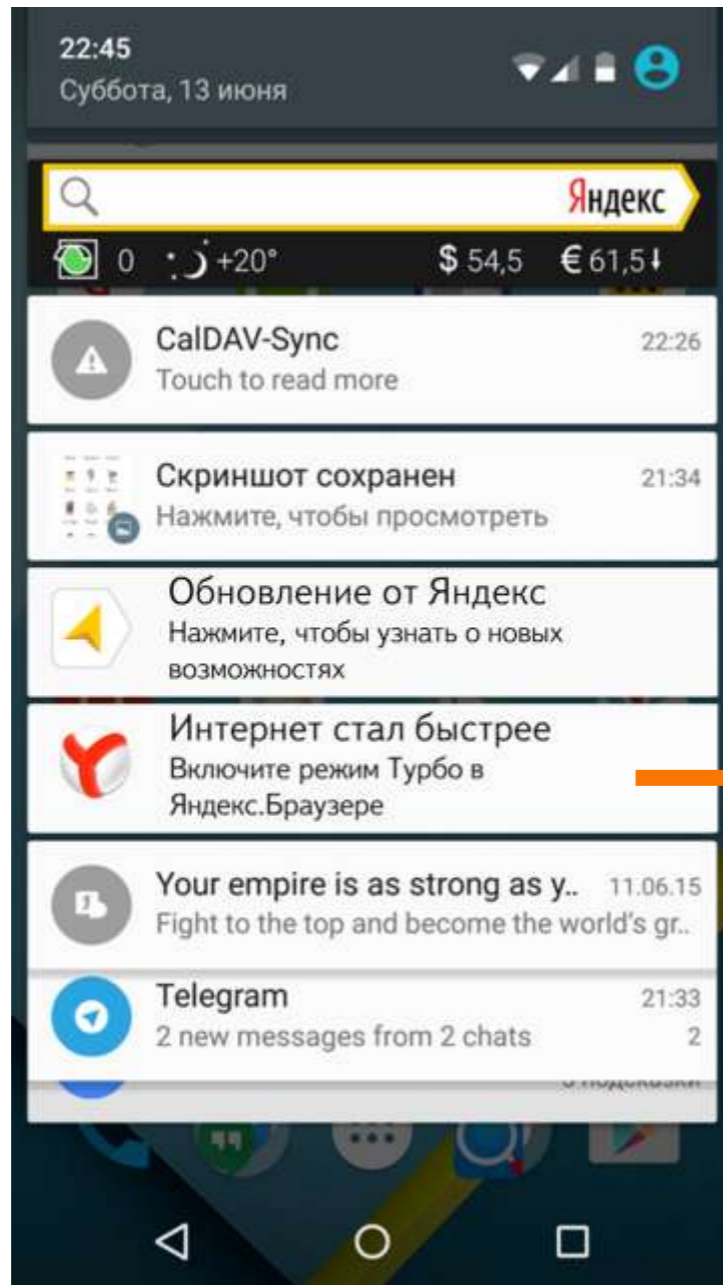 22:45
Суббота, 13 июня
Яндекс
0 +20° $ 54,5 € 61,5↓
CalDAV-Sync 22:26
Touch to read more
Скриншот сохранен 21:34
Нажмите, чтобы просмотреть
Обновление от Яндекс
Нажмите, чтобы узнать о новых
возможностях
Интернет стал быстрее
Включите режим Турбо в
Яндекс.Браузере
Your empire is as strong as y.. 11.06.15
Fight to the top and become the world's gr..
Telegram 21:33
2 new messages from 2 chats 2